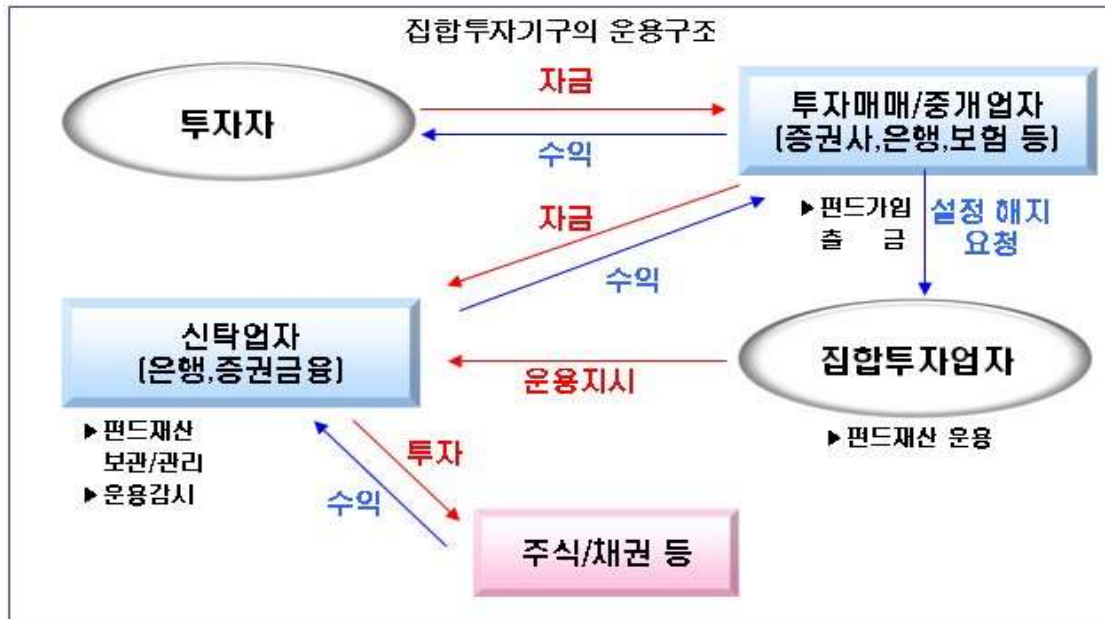 집합투자기구의 운용구조
자금
투자자
투자매매/중개업자
(증권사,은행,보험 등)
수익
자금
▶펀드가입
출 금
설정 해지
요청
수익
신탁업자
(은행,증권금융)
집합투자업자
운용지시
▶펀드재산
보관/관리
▶운용감시
투자
▶펀드재산 운용
수익
주식/채권 등